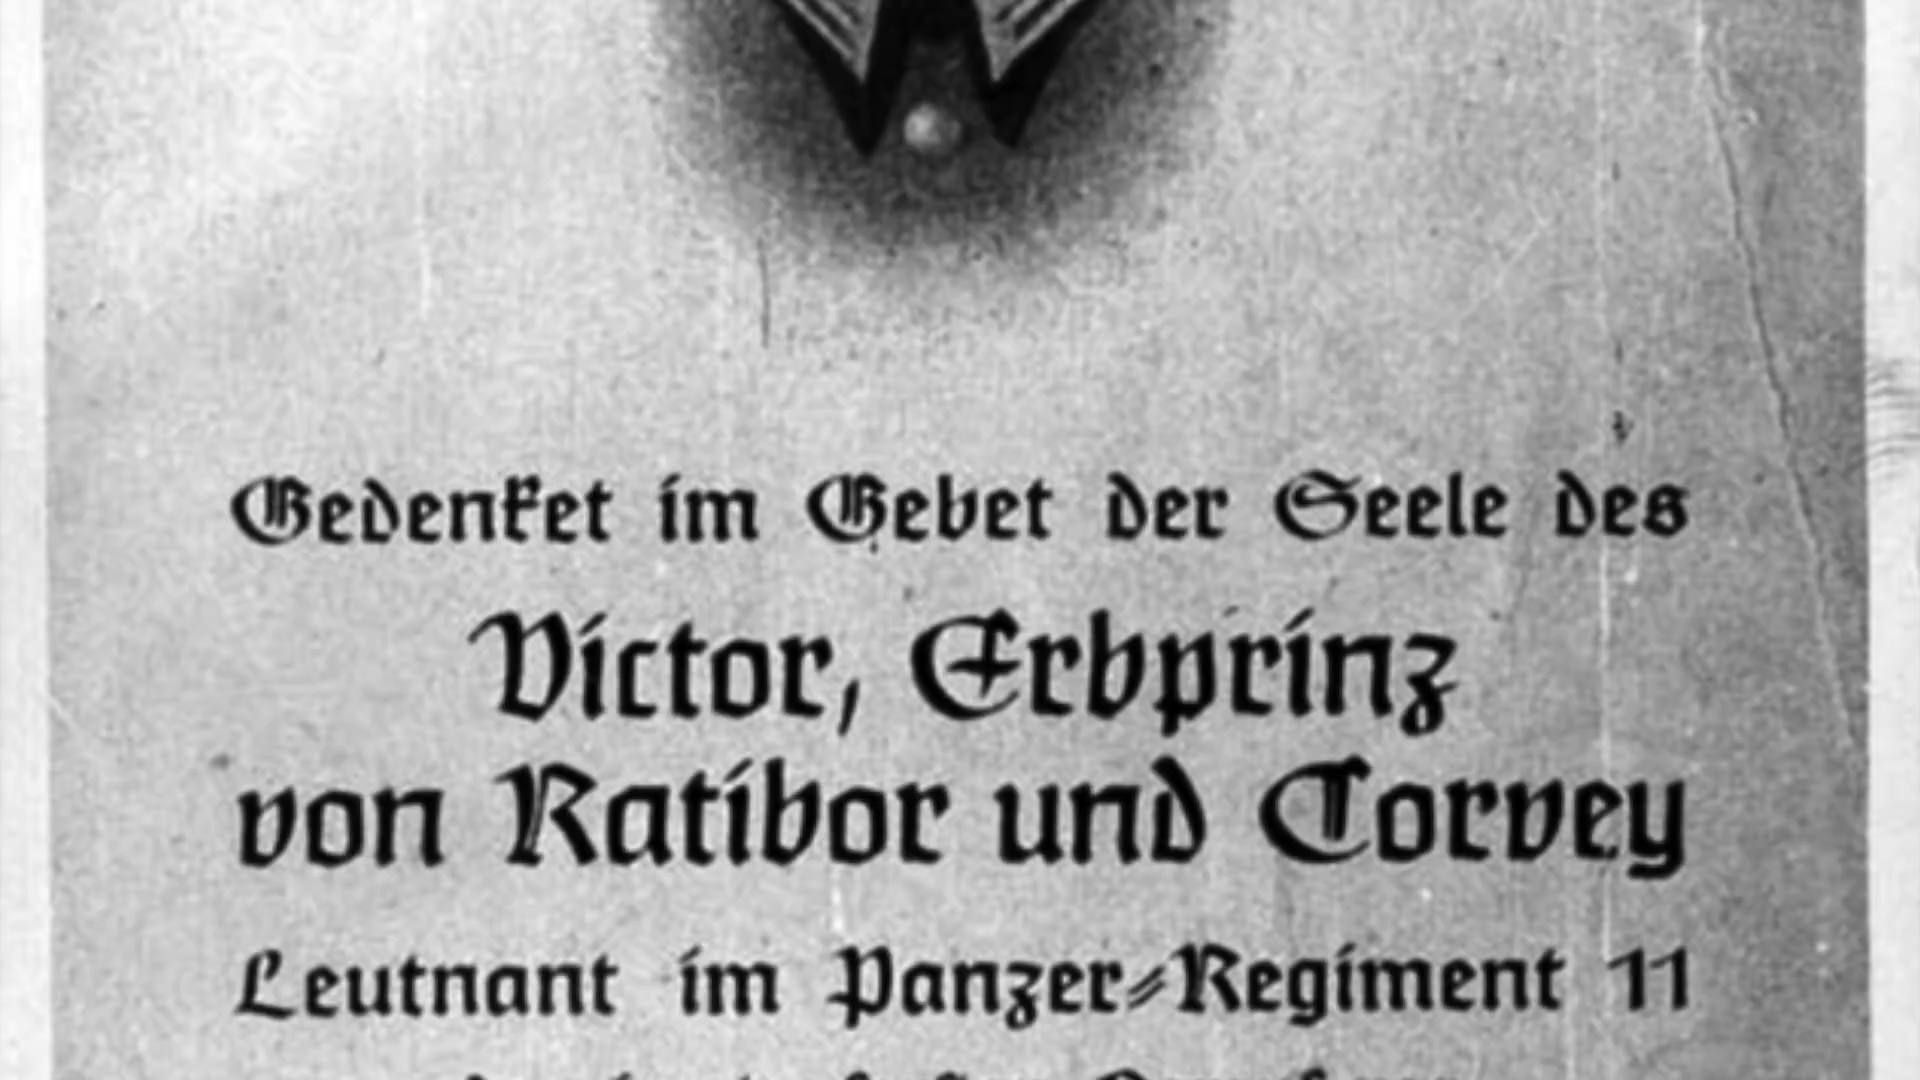 Gedenket im Gebet der Seele des
Victor, Erbprinz
von Ratibor und Corvey
Leutnant im Panzer-Regiment 11